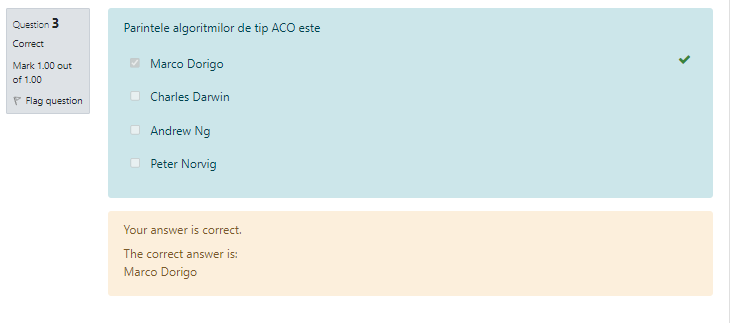 Question 3
Correct
Mark 1.00 out
of 1.00
Flag question
Parintele algoritmilor de tip ACO este
Marco Dorigo
Charles Darwin
Andrew Ng
Peter Norvig
Your answer is correct.
The correct answer is:
Marco Dorigo